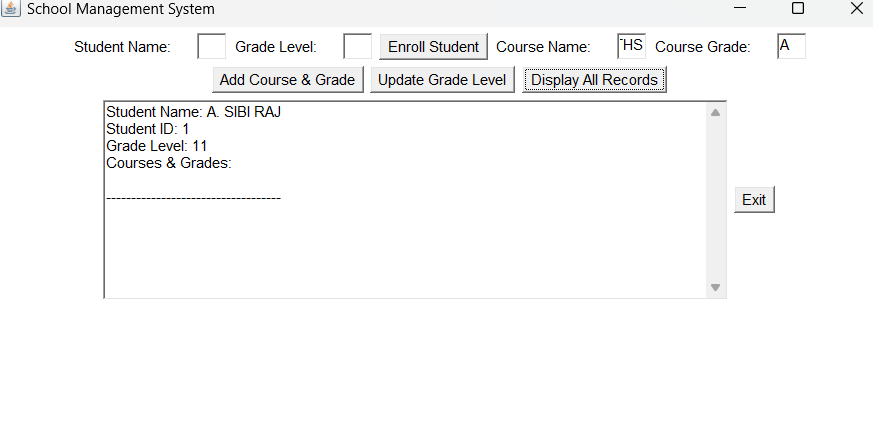 School Management System
Student Name: Grade Level: Enroll Student Course Name: Course Grade: A
Add Course & Grade Update Grade Level Display All Records
Student Name: A. SIBI RAJ
Student ID: 1
Grade Level: 11
Courses & Grades:
-----------------------------------
Exit